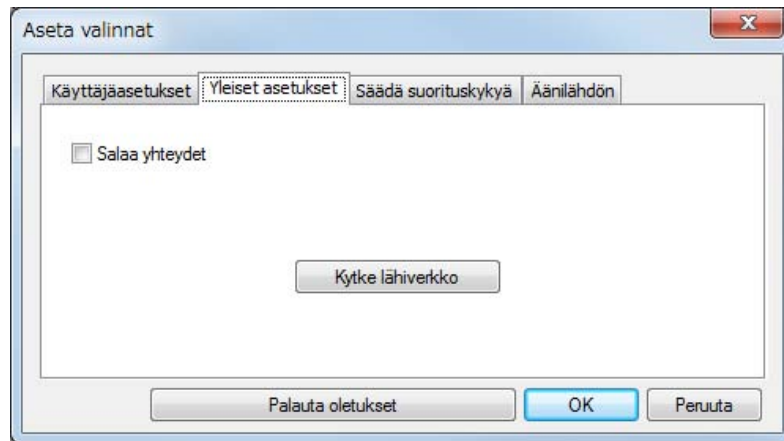 Aseta valinnat
Käyttäjäasetukset Yleiset asetukset Säädä suorituskykyä Äänilähdön
Salaa yhteydet
Kytke lähiverkko
Palauta oletukset OK Peruuta